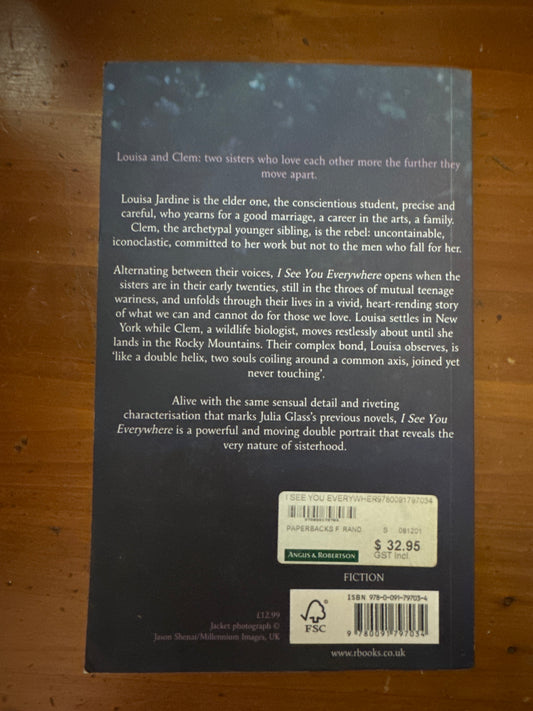 Louisa and Clem: two sisters who love each other more the further they
move apart.
Louisa Jardine is the elder one, the conscientious student, precise and
careful, who yearns for a good marriage, a career in the arts, a family.
Clem, the archetypal younger sibling, is the rebel: uncontainable,
iconoclastic, committed to her work but not to the men who fall for her.
Alternating between their voices, I See You Everywhere opens when the
sisters are in their early twenties, still in the throes of mutual teenage
wariness, and unfolds through their lives in a vivid, heart-rending story
of what we can and cannot do for those we love. Louisa settles in New
York while Clem, a wildlife biologist, moves restlessly about until she
lands in the Rocky Mountains. Their complex bond, Louisa observes, is
‘like a double helix, two souls coiling around a common axis, joined yet
never touching’.
Alive with the same sensual detail and riveting
characterisation that marks Julia Glass’s previous novels, I See You
Everywhere is a powerful and moving double portrait that reveals the
very nature of sisterhood.
I SEE YOU EVERYWHER9780091797034
PAPERBACKS F RAND. S 081201
$ 32.95
GST Incl.
ANGUS & ROBERTSON
FICTION
£12.99
Jacket photograph ©
Jason Shenai/Millennium Images, UK
FSC
ISBN 978-0-091-79703-4
9 780091 797034
www.rbooks.co.uk